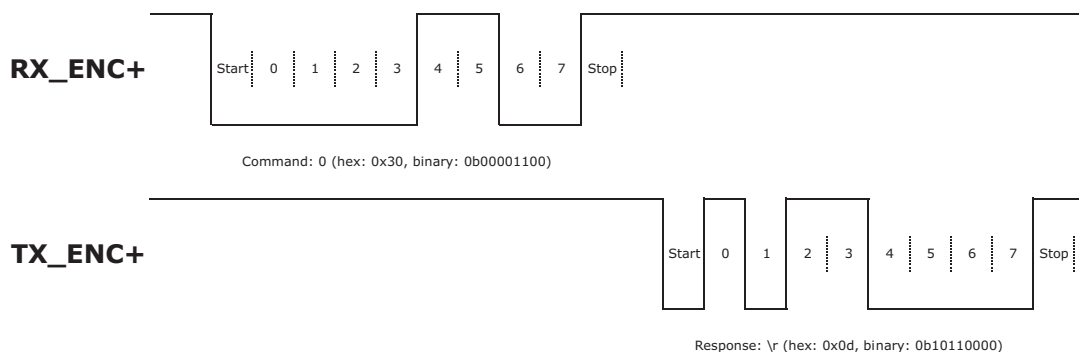 RX_ENC+
Start 0 1 2 3 4 5 6 7 Stop
Command: 0 (hex: 0x30, binary: 0b00001100)
TX_ENC+
Start 0 1 2 3 4 5 6 7 Stop
Response: \r (hex: 0x0d, binary: 0b10110000)